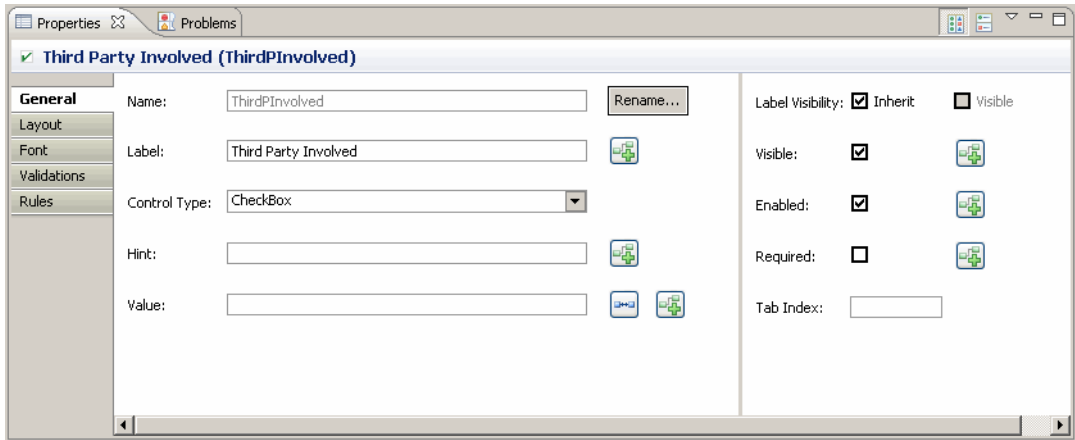 Properties Problems
Third Party Involved (ThirdPInvolved)
General
Layout
Font
Validations
Rules
Name: ThirdPInvolved Rename...
Label: Third Party Involved
Control Type: CheckBox
Hint:
Value:
Label Visibility: Inherit Visible
Visible:
Enabled:
Required:
Tab Index: